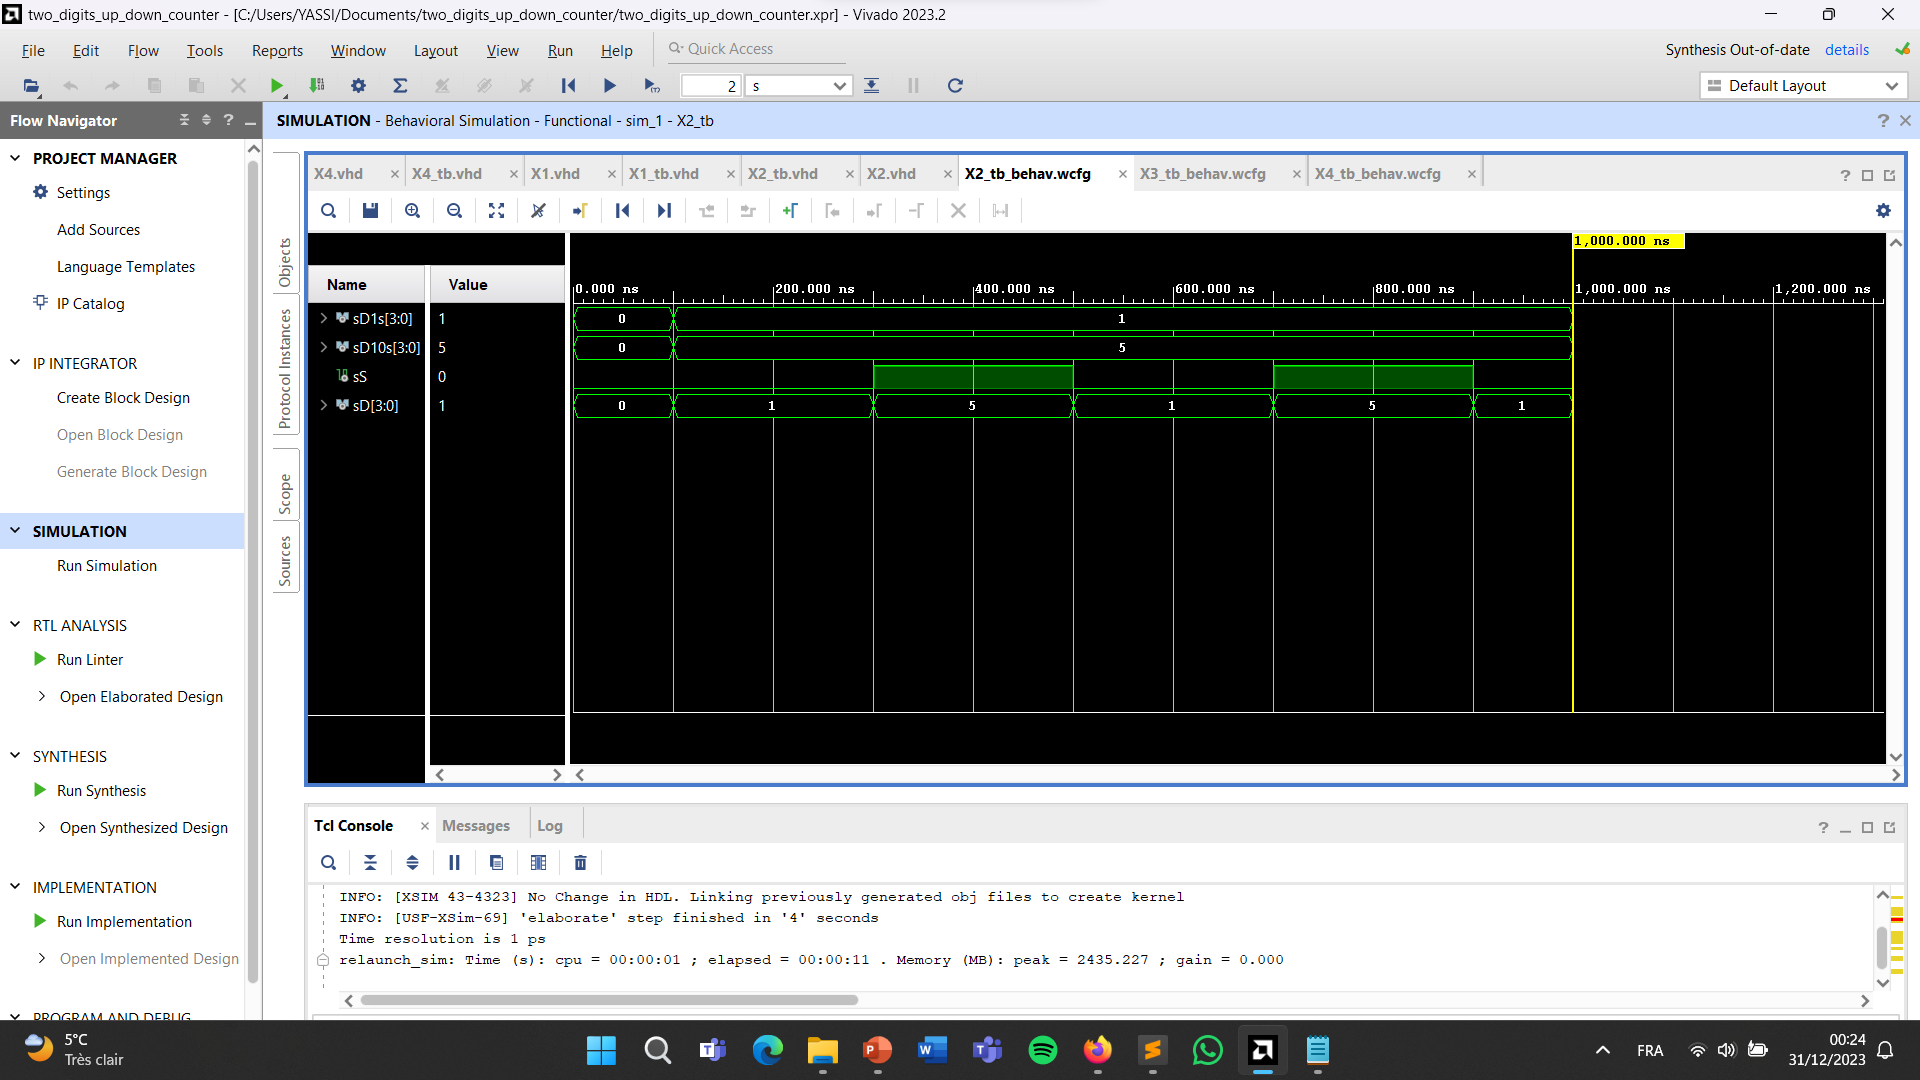 two_digits_up_down_counter - [C:/Users/YASSI/Documents/two_digits_up_down_counter/two_digits_up_down_counter.xpr] - Vivado 2023.2
File Edit Flow Tools Reports Window Layout View Run Help Quick Access Synthesis Out-of-date details
2 s Default Layout
Flow Navigator
PROJECT MANAGER
Settings
Add Sources
Language Templates
IP Catalog
IP INTEGRATOR
Create Block Design
Open Block Design
Generate Block Design
SIMULATION
Run Simulation
RTL ANALYSIS
Run Linter
Open Elaborated Design
SYNTHESIS
Run Synthesis
Open Synthesized Design
IMPLEMENTATION
Run Implementation
Open Implemented Design
PROGRAM AND DEBUG
SIMULATION - Behavioral Simulation - Functional - sim_1 - X2_tb
Objects
Protocol Instances
Scope
Sources
X4.vhd X4_tb.vhd X1.vhd X1_tb.vhd X2_tb.vhd X2.vhd X2_tb_behav.wcfg X3_tb_behav.wcfg X4_tb_behav.wcfg
1,000.000 ns
Name Value
0.000 ns 200.000 ns 400.000 ns 600.000 ns 800.000 ns 1,000.000 ns 1,200.000 ns
sD1s[3:0] 1 0 1
sD10s[3:0] 5 0 5
sS 0
sD[3:0] 1 0 1 5 1 5 1
Tcl Console Messages Log
INFO: [XSIM 43-4323] No Change in HDL. Linking previously generated obj files to create kernel
INFO: [USF-XSim-69] 'elaborate' step finished in '4' seconds
Time resolution is 1 ps
relaunch_sim: Time (s): cpu = 00:00:01 ; elapsed = 00:00:11 . Memory (MB): peak = 2435.227 ; gain = 0.000
5°C
Très clair
FRA
00:24
31/12/2023